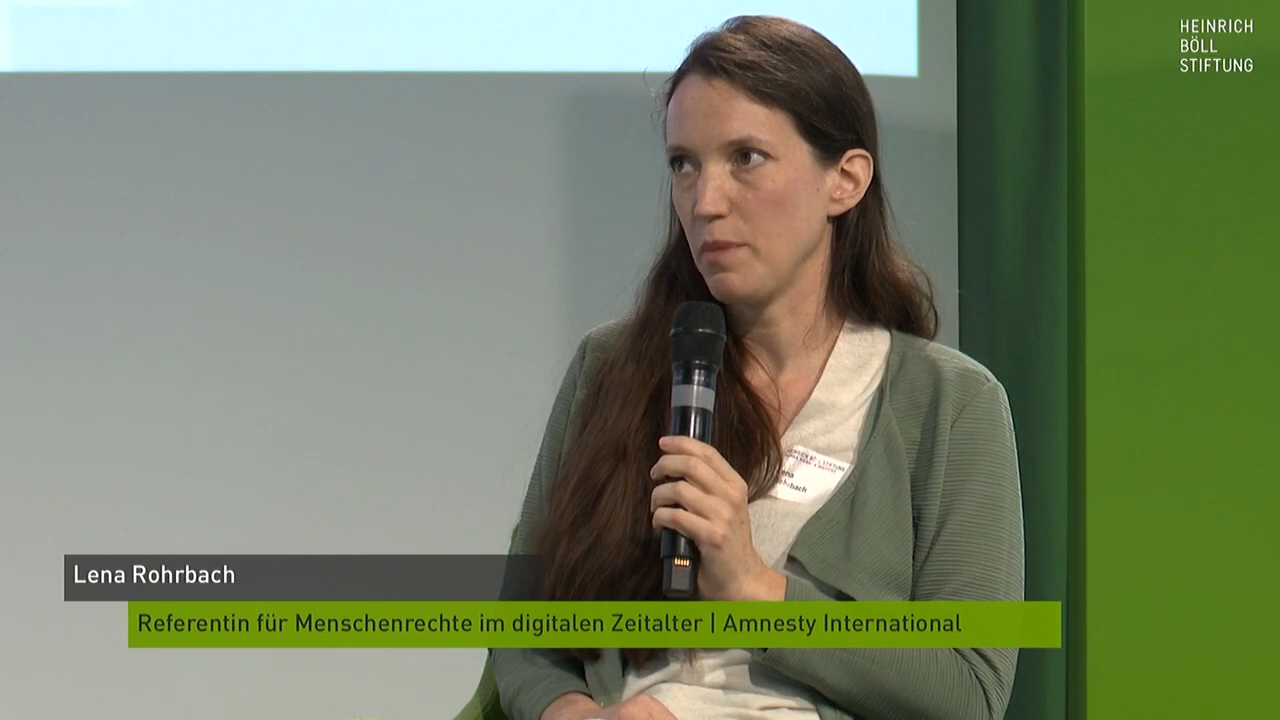 HEINRICH
BÖLL
STIFTUNG
Lena Rohrbach
Referentin für Menschenrechte im digitalen Zeitalter | Amnesty International